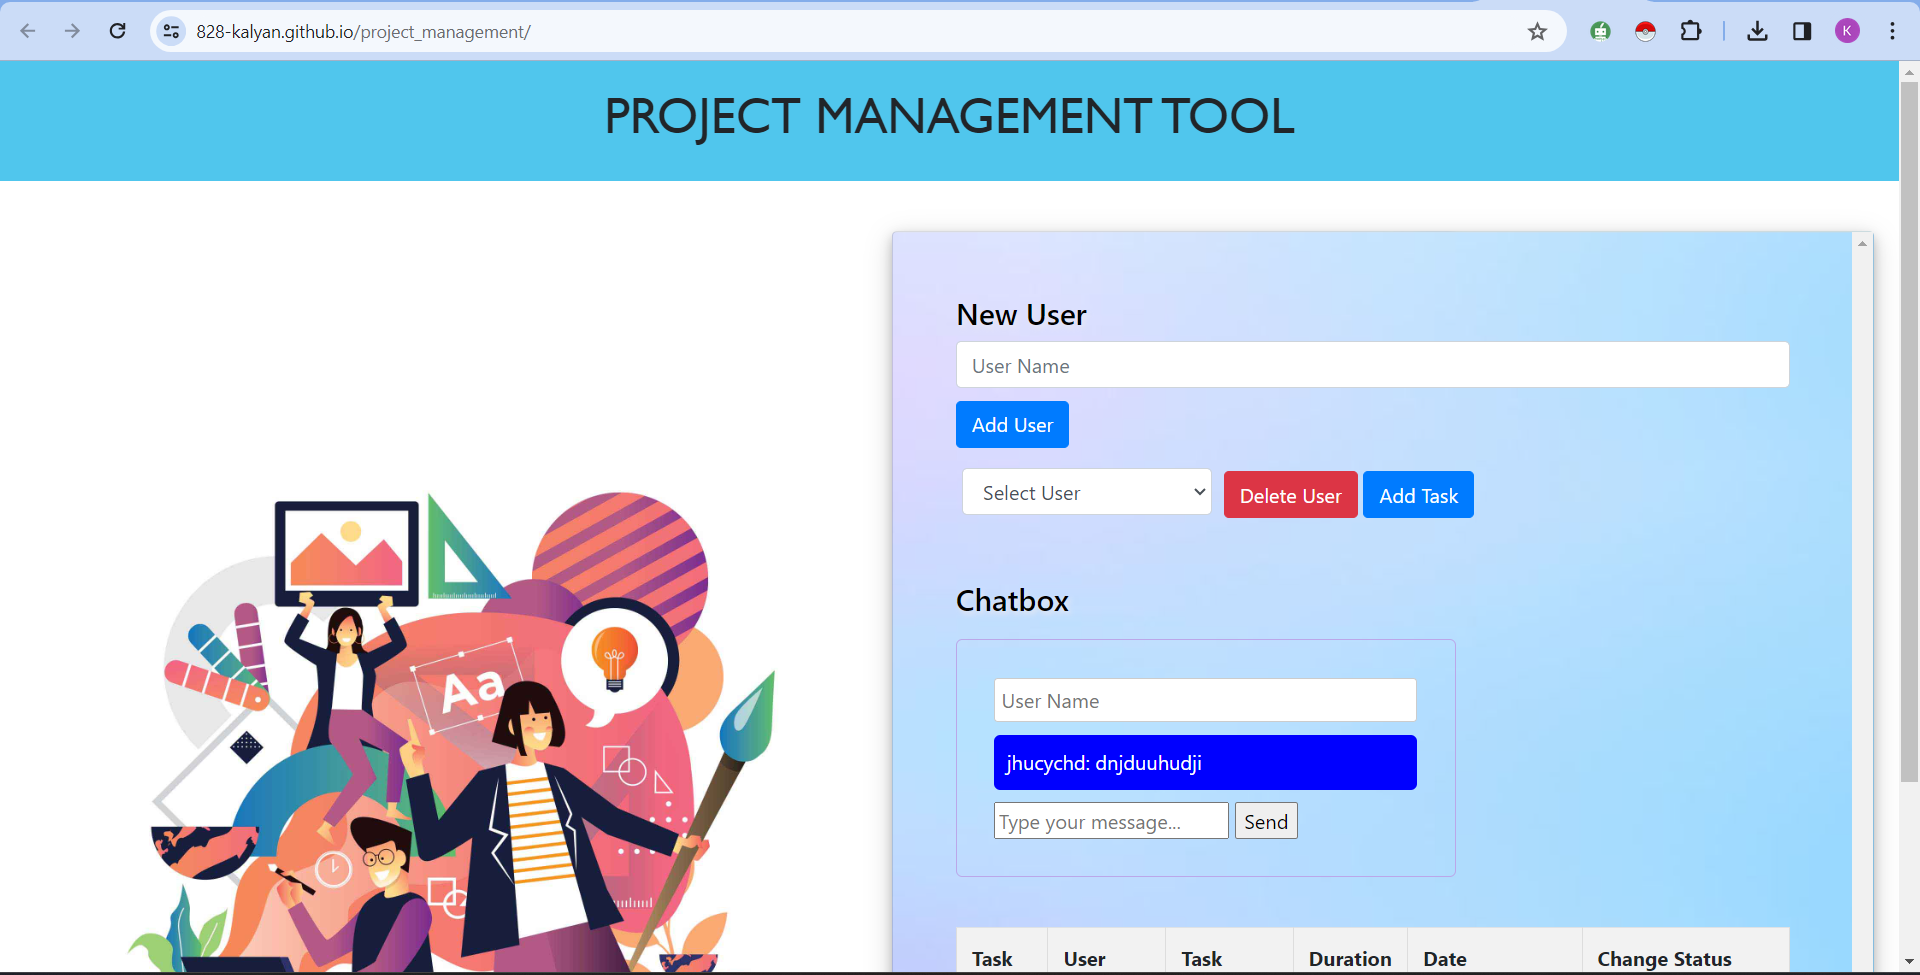 828-kalyan.github.io/project_management/
K
PROJECT MANAGEMENT TOOL
New User
User Name
Add User
Select User
Delete User
Add Task
Aa
Chatbox
User Name
jhucychd: dnjduuhudji
Type your message...
Send
Task User Task Duration Date Change Status